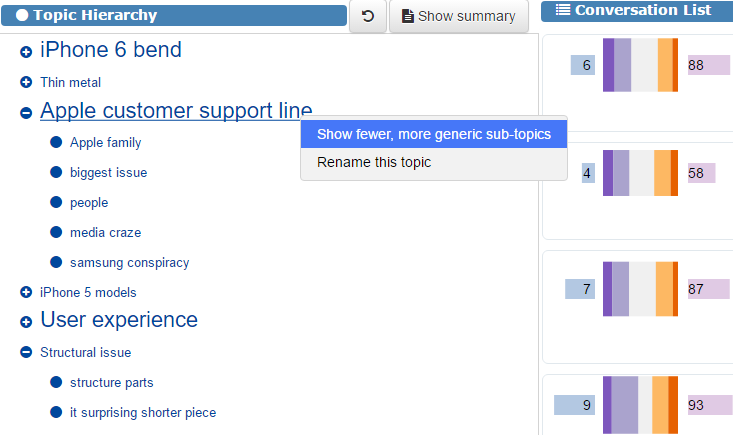 Topic Hierarchy
Show summary
Conversation List
iPhone 6 bend
Thin metal
Apple customer support line
Show fewer, more generic sub-topics
Rename this topic
Apple family
biggest issue
people
media craze
samsung conspiracy
iPhone 5 models
User experience
Structural issue
structure parts
it surprising shorter piece
6 88
4 58
7 87
9 93